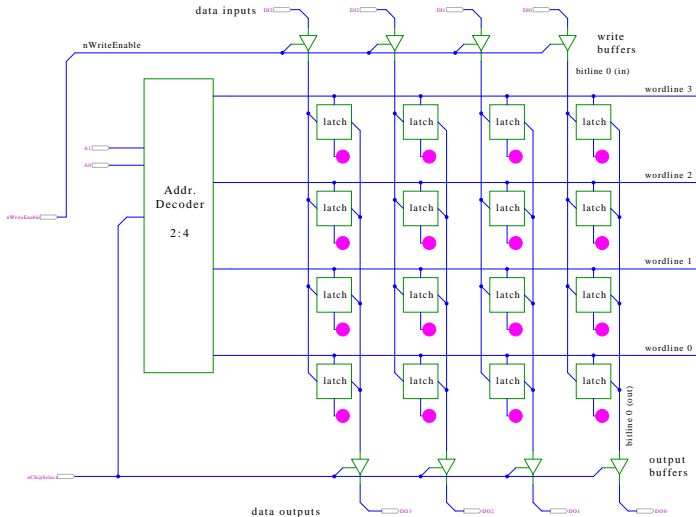 data inputs
DI3
DI2
DI1
DI0
nWriteEnable
write
buffers
bitline 0 (in)
wordline 3
latch
latch
latch
latch
A1
A0
wordline 2
Addr.
Decoder
2:4
latch
latch
latch
latch
nWriteEnable
wordline 1
latch
latch
latch
latch
wordline 0
latch
latch
latch
latch
bitline 0 (out)
output
buffers
nChipSelect
data outputs
DO3
DO2
DO1
DO0